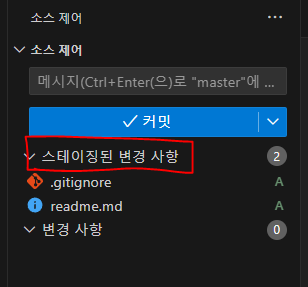 소스 제어
소스 제어
메시지(Ctrl+Enter(으)로 "master"에 ...
커밋
스테이징된 변경 사항 2
.gitignore A
readme.md A
변경 사항 0